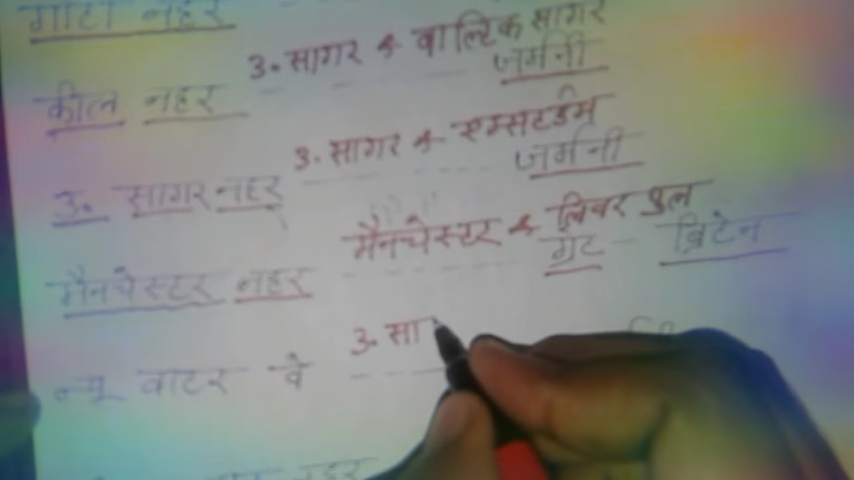 गोटा नहर
3. सागर & वाल्टिक सागर
कील नहर जर्मनी
3. सागर & एम्सटर्डम
उ. सागर नहर जर्मनी
मैनचेस्टर & लिवर पुल
मैनचेस्टर नहर ग्रेट ब्रिटेन
3. सा
न्यू वाटर वे
नहर